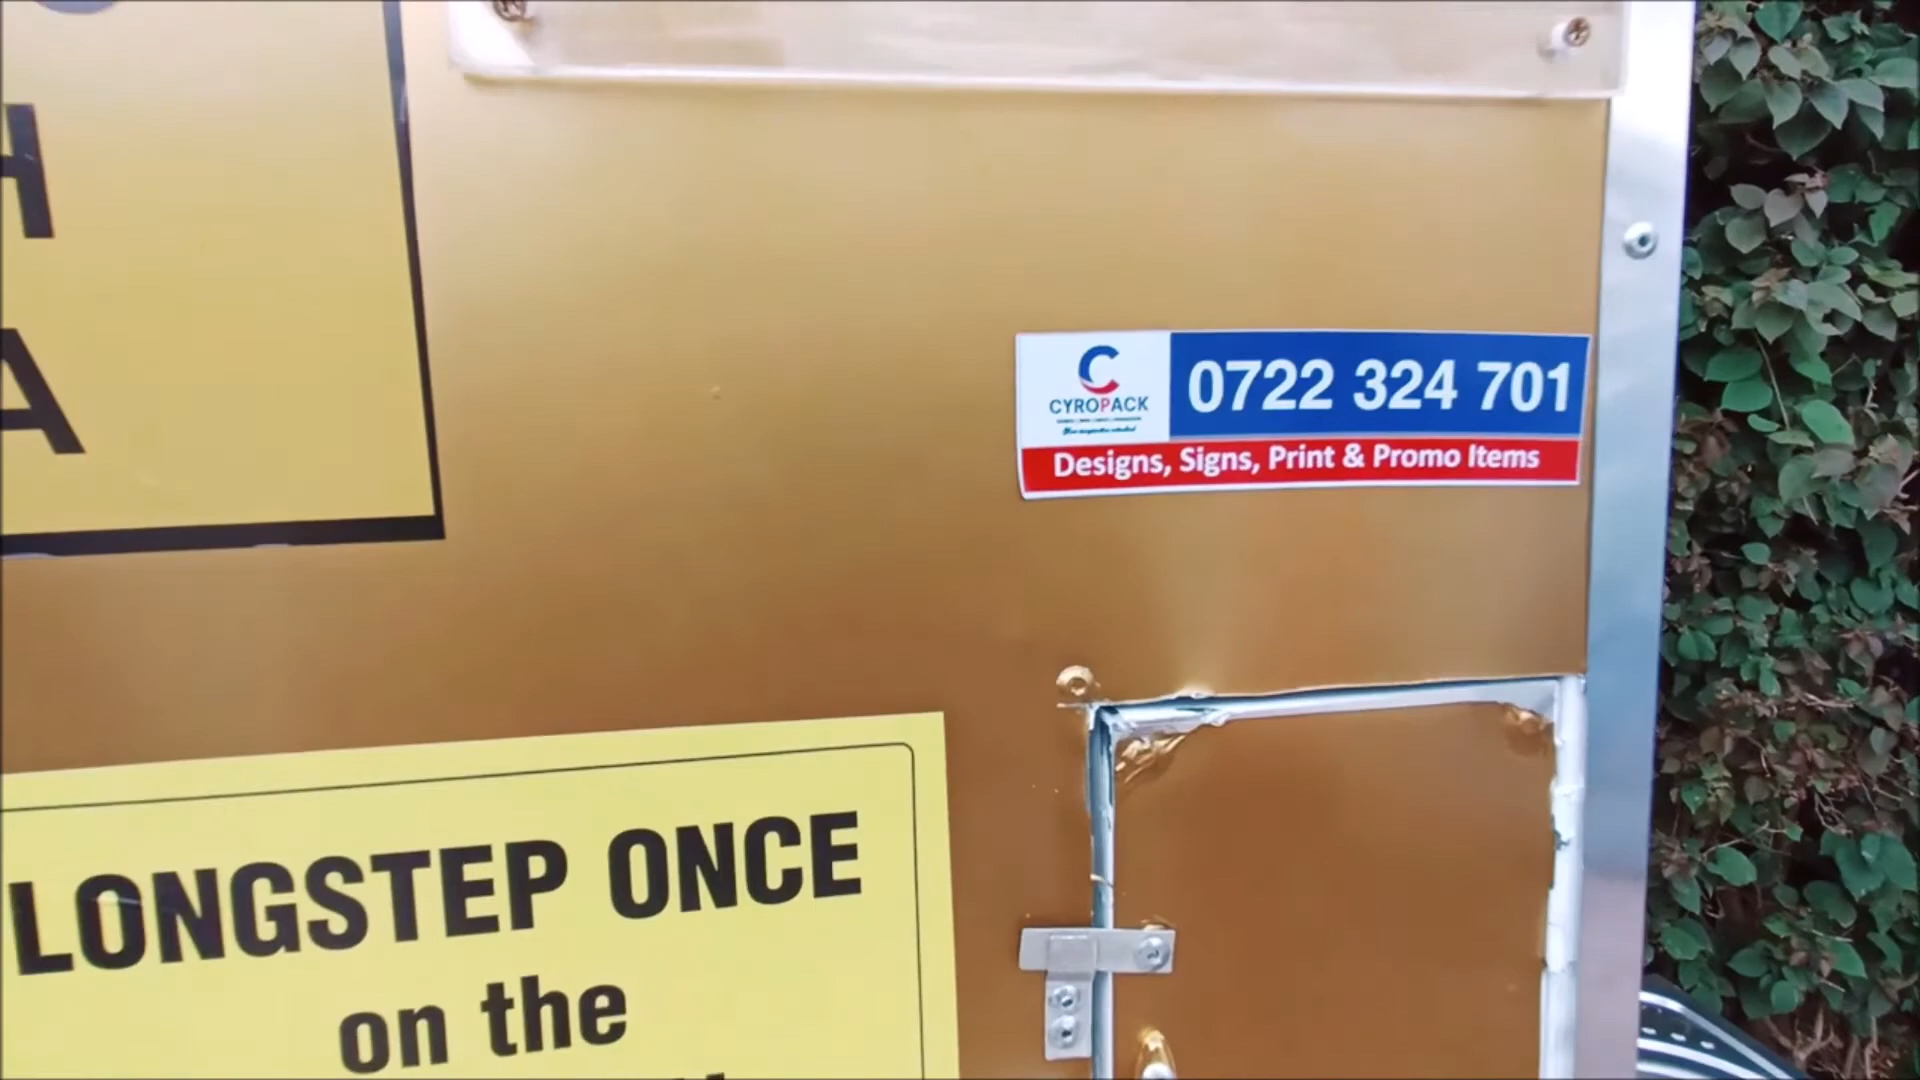 H
A
CYROPACK
0722 324 701
Designs, Signs, Print & Promo Items
LONGSTEP ONCE
on the